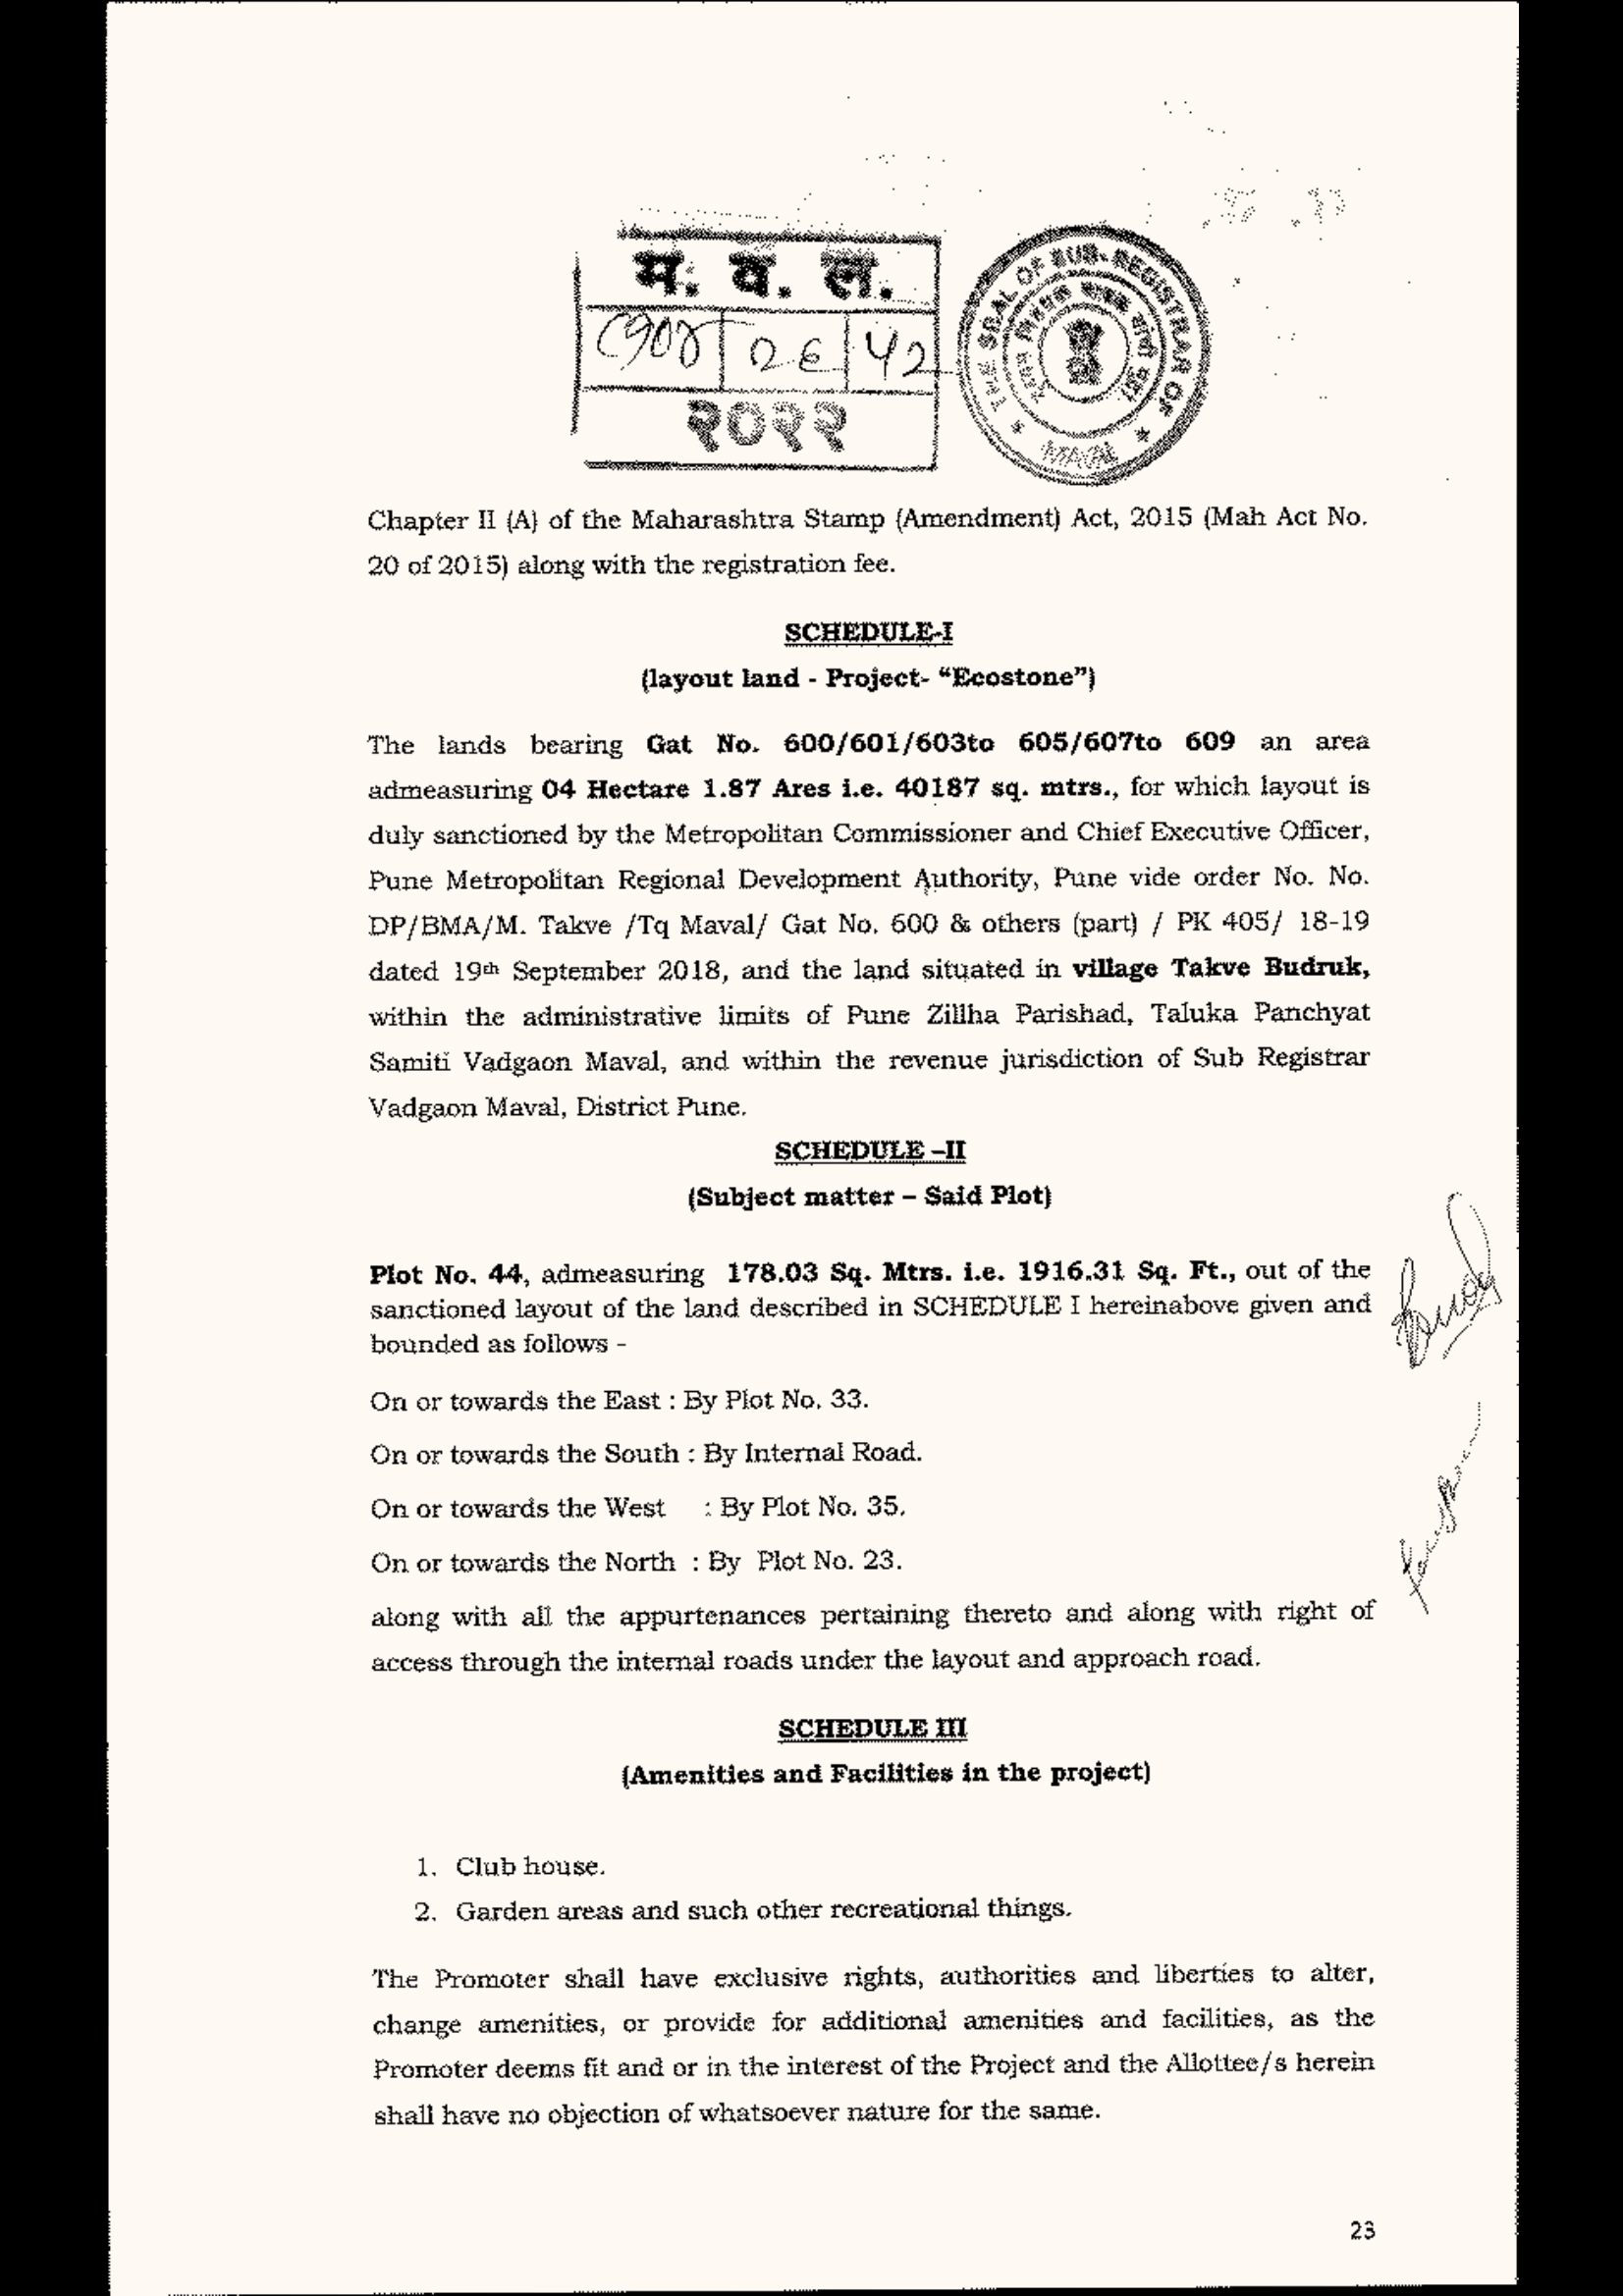 म. व. ल.
२६ ५२
२०२२
THE SEAL OF SUB-REGISTRAR OF
MAVAL
Chapter II (A) of the Maharashtra Stamp (Amendment) Act, 2015 (Mah Act No.
20 of 2015) along with the registration fee.
SCHEDULE-I
(layout land - Project- “Ecostone”)
The lands bearing Gat No. 600/601/603to 605/607to 609 an area
admeasuring 04 Hectare 1.87 Ares i.e. 40187 sq. mtrs., for which layout is
duly sanctioned by the Metropolitan Commissioner and Chief Executive Officer,
Pune Metropolitan Regional Development Authority, Pune vide order No. No.
DP/BMA/M. Takve /Tq Maval/ Gat No. 600 & others (part) / PK 405/ 18-19
dated 19th September 2018, and the land situated in village Takve Budruk,
within the administrative limits of Pune Zillha Parishad, Taluka Panchyat
Samiti Vadgaon Maval, and within the revenue jurisdiction of Sub Registrar
Vadgaon Maval, District Pune.
SCHEDULE –II
(Subject matter – Said Plot)
Plot No. 44, admeasuring 178.03 Sq. Mtrs. i.e. 1916.31 Sq. Ft., out of the
sanctioned layout of the land described in SCHEDULE I hereinabove given and
bounded as follows -
On or towards the East : By Plot No. 33.
On or towards the South : By Internal Road.
On or towards the West : By Plot No. 35.
On or towards the North : By Plot No. 23.
along with all the appurtenances pertaining thereto and along with right of
access through the internal roads under the layout and approach road.
SCHEDULE III
(Amenities and Facilities in the project)
1. Club house.
2. Garden areas and such other recreational things.
The Promoter shall have exclusive rights, authorities and liberties to alter,
change amenities, or provide for additional amenities and facilities, as the
Promoter deems fit and or in the interest of the Project and the Allottee/s herein
shall have no objection of whatsoever nature for the same.
23